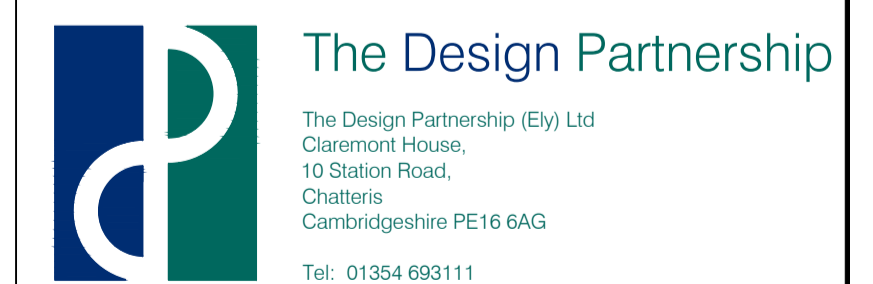 The Design Partnership
The Design Partnership (Ely) Ltd
Claremont House,
10 Station Road,
Chatteris
Cambridgeshire PE16 6AG
Tel: 01354 693111